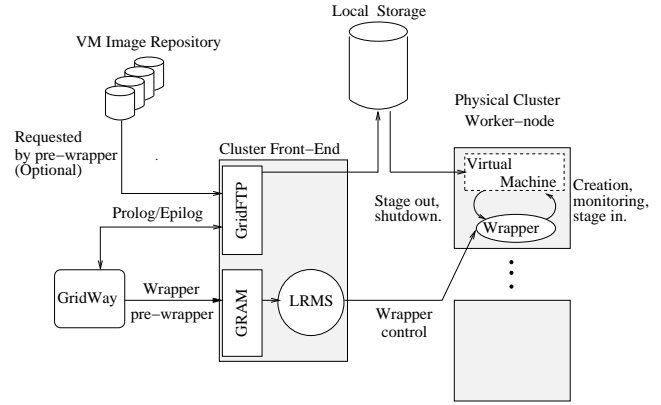 Local Storage
VM Image Repository
Physical Cluster
Worker-node
Requested
by pre-wrapper
(Optional)
Cluster Front-End
GridFTP
Virtual
Machine
Creation,
monitoring,
stage in.
Stage out,
shutdown.
Wrapper
Prolog/Epilog
GridWay
Wrapper
pre-wrapper
GRAM
LRMS
Wrapper
control